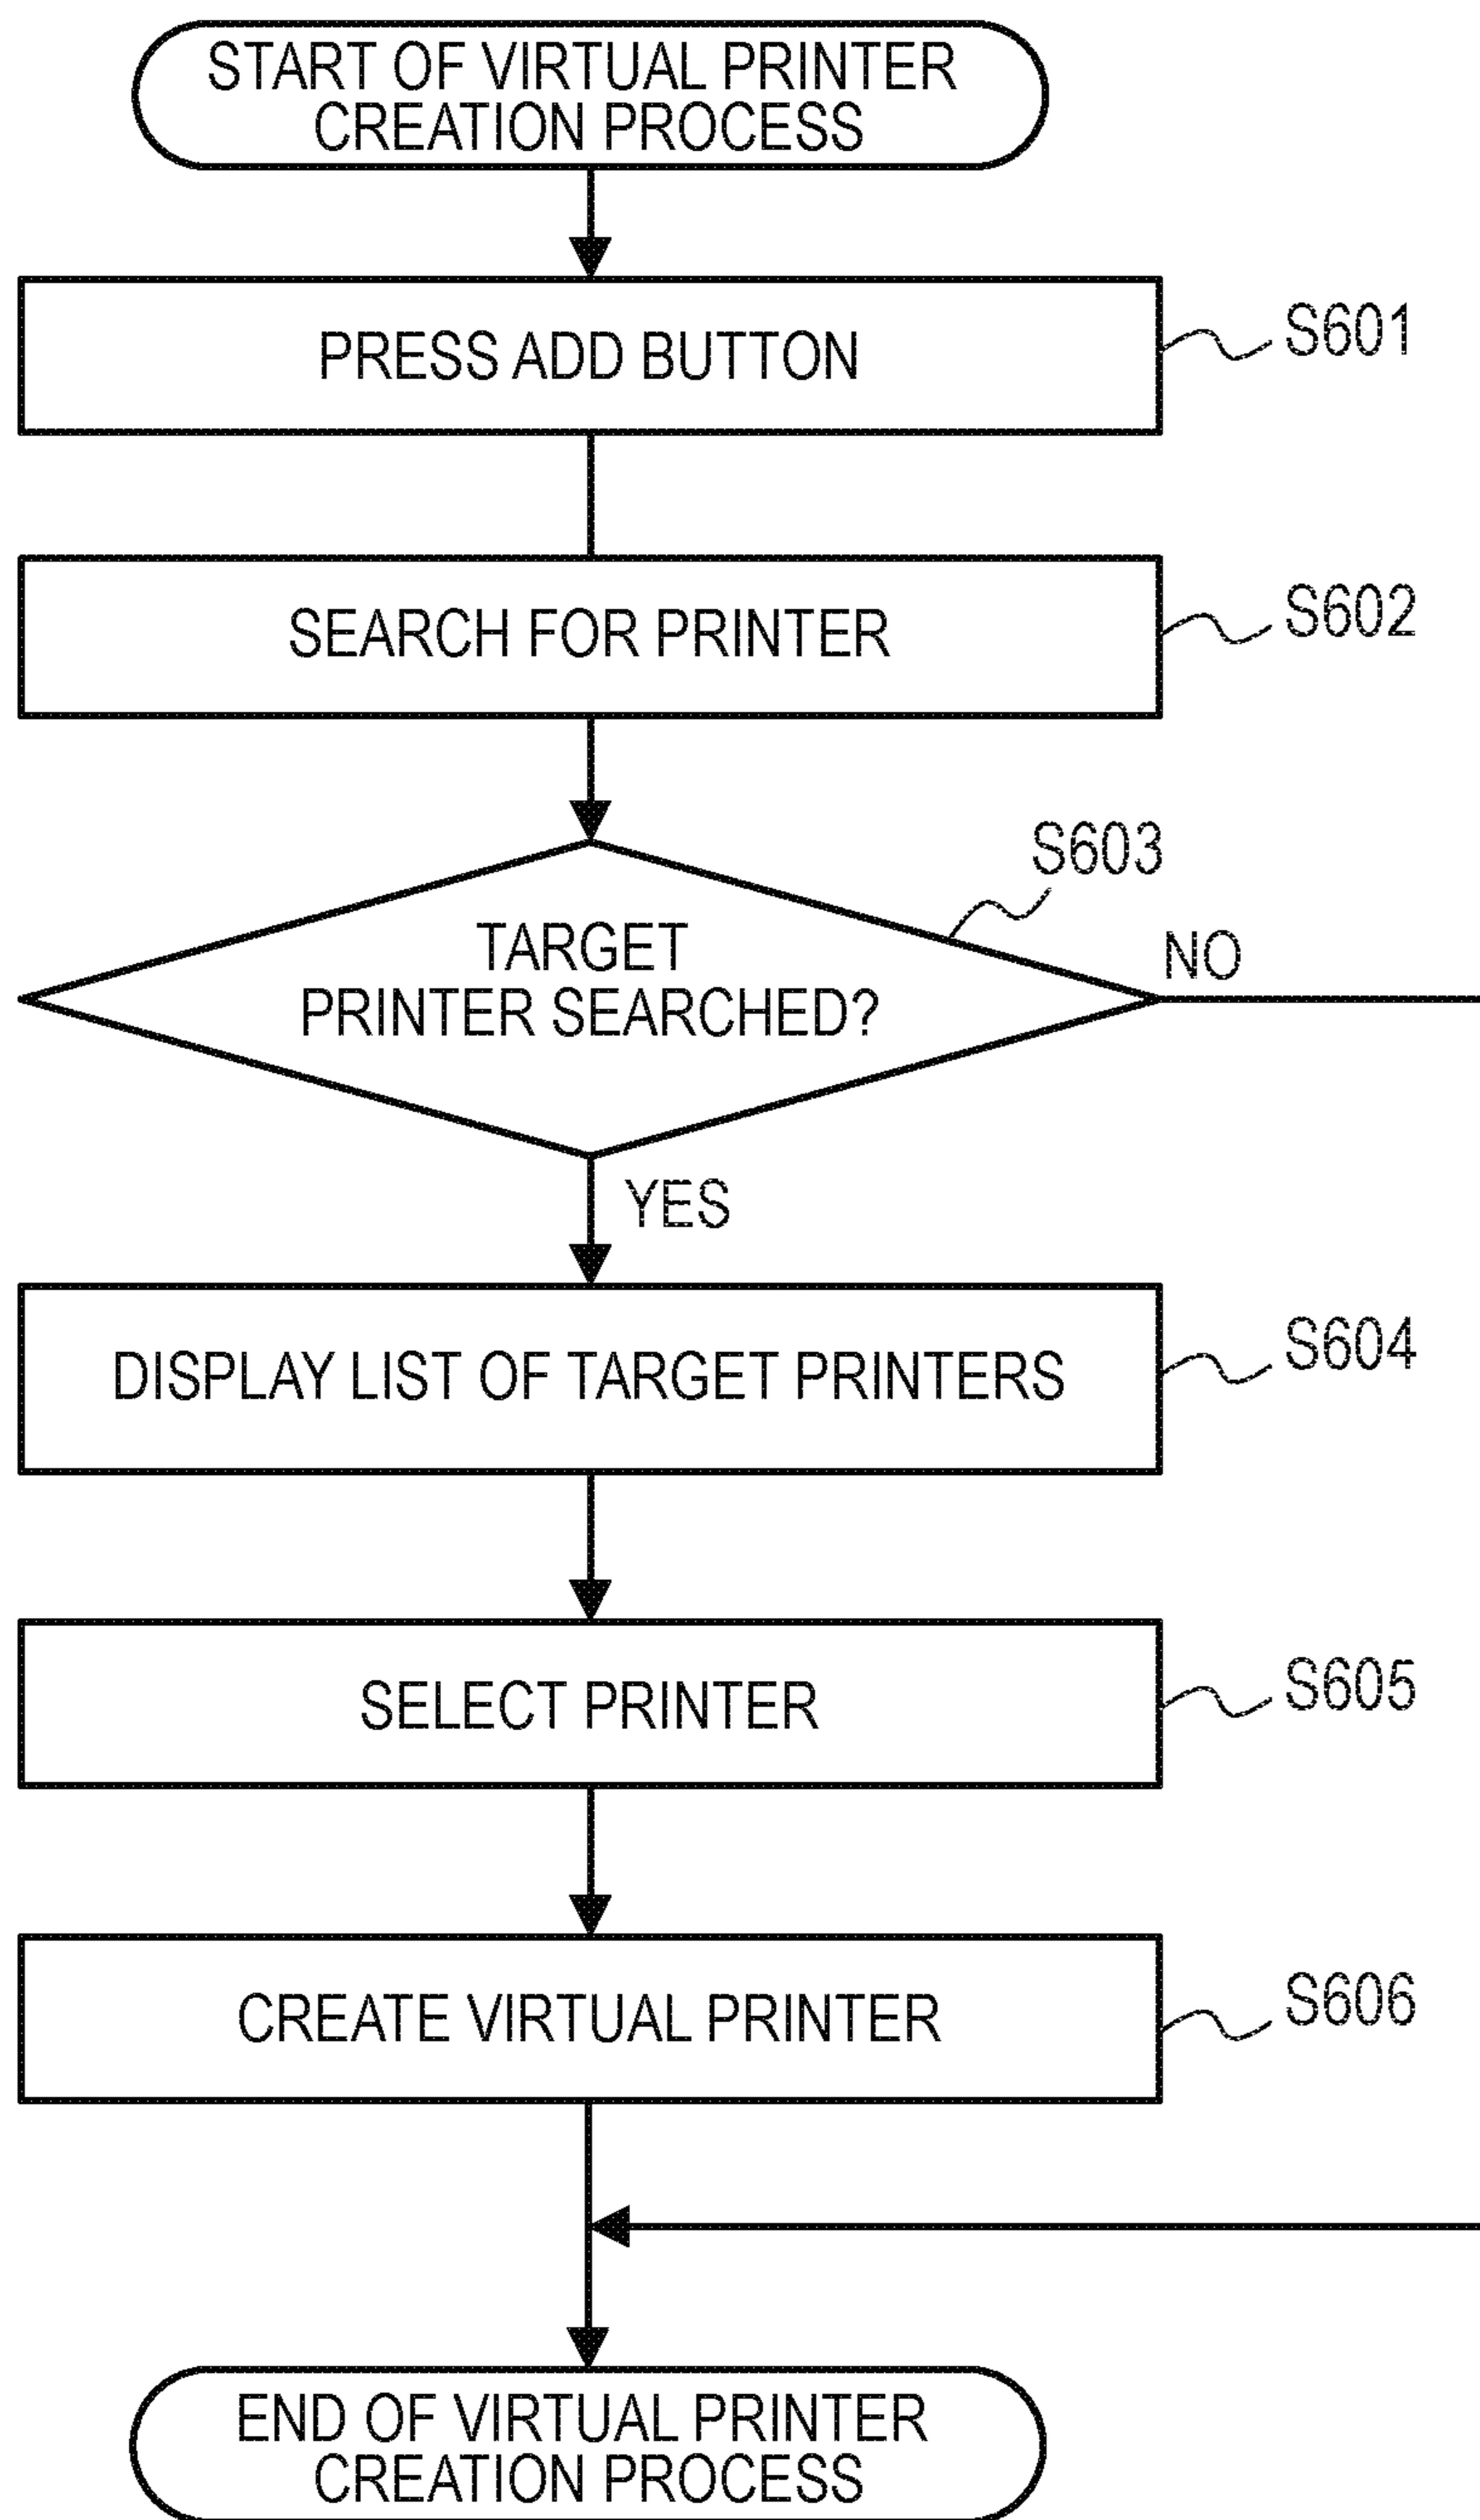 START OF VIRTUAL PRINTER
CREATION PROCESS
PRESS ADD BUTTON
S601
SEARCH FOR PRINTER
S602
S603
TARGET
PRINTER SEARCHED?
NO
YES
DISPLAY LIST OF TARGET PRINTERS
S604
SELECT PRINTER
S605
CREATE VIRTUAL PRINTER
S606
END OF VIRTUAL PRINTER
CREATION PROCESS